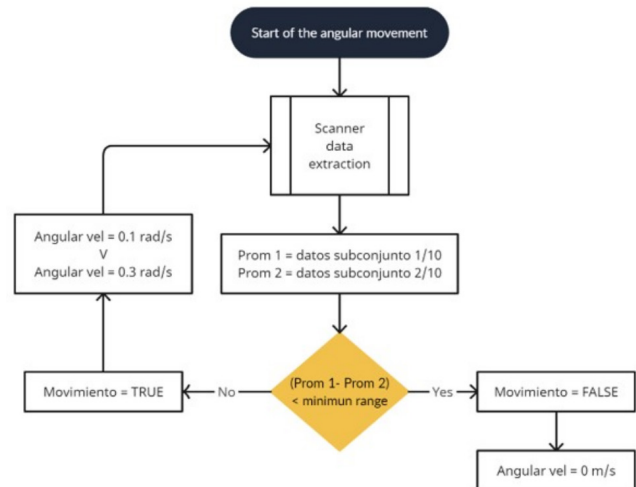 Start of the angular movement
Scanner
data
extraction
Angular vel = 0.1 rad/s
V
Angular vel = 0.3 rad/s
Prom 1 = datos subconjunto 1/10
Prom 2 = datos subconjunto 2/10
(Prom 1- Prom 2)
< minimun range
Movimiento = TRUE
No
Yes
Movimiento = FALSE
Angular vel = 0 m/s